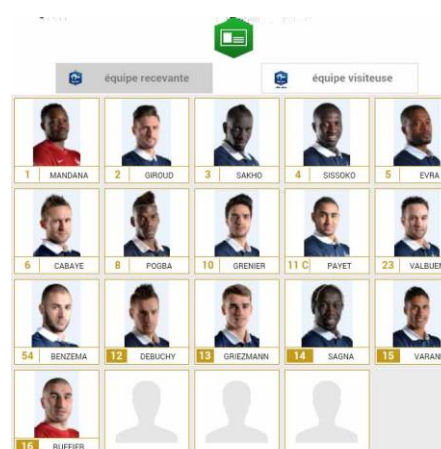 équipe recevante
équipe visiteuse
1 MANDANA
2 GIROUD
3 SAKHO
4 SISSOKO
5 EVRA
6 CABAYE
8 POGBA
10 GRENIER
11 C PAYET
23 VALBUEN
54 BENZEMA
12 DEBUCHY
13 GRIEZMANN
14 SAGNA
15 VARAN
16 RUFFIER